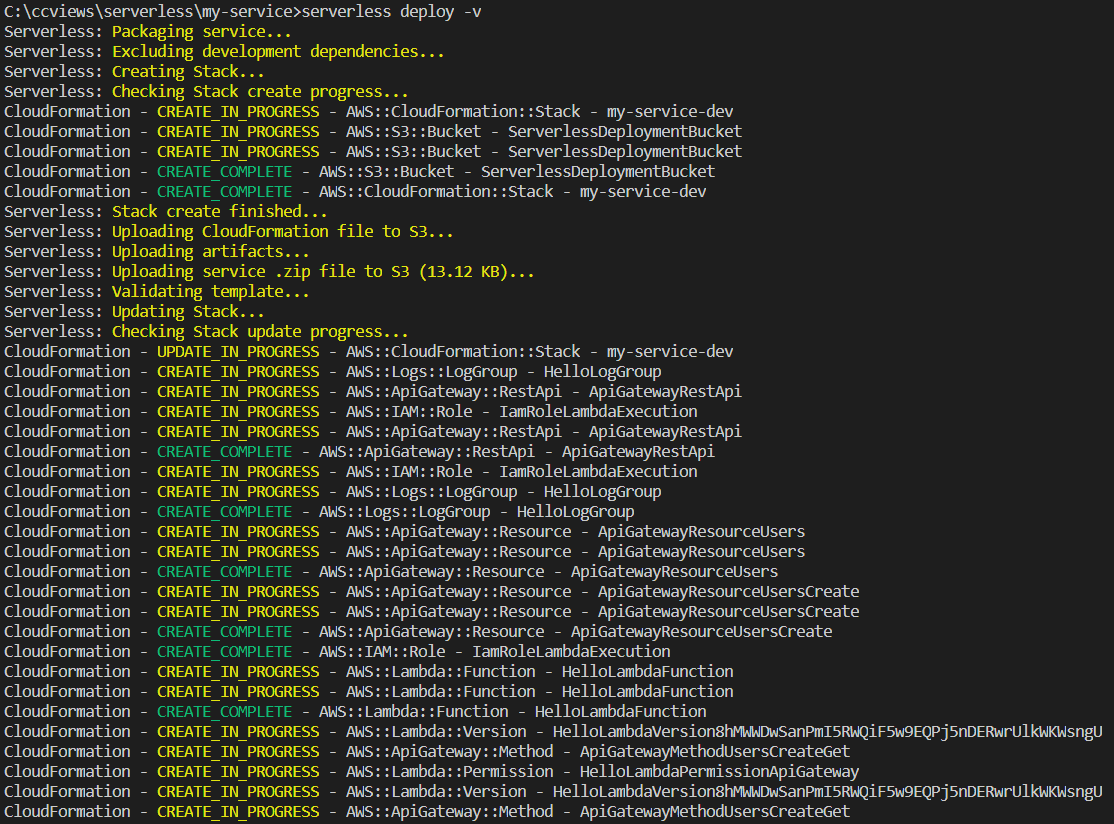 C:\ccviews\serverless\my-service>serverless deploy -v
Serverless: Packaging service...
Serverless: Excluding development dependencies...
Serverless: Creating Stack...
Serverless: Checking Stack create progress...
CloudFormation - CREATE_IN_PROGRESS - AWS::CloudFormation::Stack - my-service-dev
CloudFormation - CREATE_IN_PROGRESS - AWS::S3::Bucket - ServerlessDeploymentBucket
CloudFormation - CREATE_IN_PROGRESS - AWS::S3::Bucket - ServerlessDeploymentBucket
CloudFormation - CREATE_COMPLETE - AWS::S3::Bucket - ServerlessDeploymentBucket
CloudFormation - CREATE_COMPLETE - AWS::CloudFormation::Stack - my-service-dev
Serverless: Stack create finished...
Serverless: Uploading CloudFormation file to S3...
Serverless: Uploading artifacts...
Serverless: Uploading service .zip file to S3 (13.12 KB)...
Serverless: Validating template...
Serverless: Updating Stack...
Serverless: Checking Stack update progress...
CloudFormation - UPDATE_IN_PROGRESS - AWS::CloudFormation::Stack - my-service-dev
CloudFormation - CREATE_IN_PROGRESS - AWS::Logs::LogGroup - HelloLogGroup
CloudFormation - CREATE_IN_PROGRESS - AWS::ApiGateway::RestApi - ApiGatewayRestApi
CloudFormation - CREATE_IN_PROGRESS - AWS::IAM::Role - IamRoleLambdaExecution
CloudFormation - CREATE_IN_PROGRESS - AWS::ApiGateway::RestApi - ApiGatewayRestApi
CloudFormation - CREATE_COMPLETE - AWS::ApiGateway::RestApi - ApiGatewayRestApi
CloudFormation - CREATE_IN_PROGRESS - AWS::IAM::Role - IamRoleLambdaExecution
CloudFormation - CREATE_IN_PROGRESS - AWS::Logs::LogGroup - HelloLogGroup
CloudFormation - CREATE_COMPLETE - AWS::Logs::LogGroup - HelloLogGroup
CloudFormation - CREATE_IN_PROGRESS - AWS::ApiGateway::Resource - ApiGatewayResourceUsers
CloudFormation - CREATE_IN_PROGRESS - AWS::ApiGateway::Resource - ApiGatewayResourceUsers
CloudFormation - CREATE_COMPLETE - AWS::ApiGateway::Resource - ApiGatewayResourceUsers
CloudFormation - CREATE_IN_PROGRESS - AWS::ApiGateway::Resource - ApiGatewayResourceUsersCreate
CloudFormation - CREATE_IN_PROGRESS - AWS::ApiGateway::Resource - ApiGatewayResourceUsersCreate
CloudFormation - CREATE_COMPLETE - AWS::ApiGateway::Resource - ApiGatewayResourceUsersCreate
CloudFormation - CREATE_COMPLETE - AWS::IAM::Role - IamRoleLambdaExecution
CloudFormation - CREATE_IN_PROGRESS - AWS::Lambda::Function - HelloLambdaFunction
CloudFormation - CREATE_IN_PROGRESS - AWS::Lambda::Function - HelloLambdaFunction
CloudFormation - CREATE_COMPLETE - AWS::Lambda::Function - HelloLambdaFunction
CloudFormation - CREATE_IN_PROGRESS - AWS::Lambda::Version - HelloLambdaVersion8hMWWDwSanPmI5RWQiF5w9EQPj5nDERwrUlkWKWsngU
CloudFormation - CREATE_IN_PROGRESS - AWS::ApiGateway::Method - ApiGatewayMethodUsersCreateGet
CloudFormation - CREATE_IN_PROGRESS - AWS::Lambda::Permission - HelloLambdaPermissionApiGateway
CloudFormation - CREATE_IN_PROGRESS - AWS::Lambda::Version - HelloLambdaVersion8hMWWDwSanPmI5RWQiF5w9EQPj5nDERwrUlkWKWsngU
CloudFormation - CREATE_IN_PROGRESS - AWS::ApiGateway::Method - ApiGatewayMethodUsersCreateGet